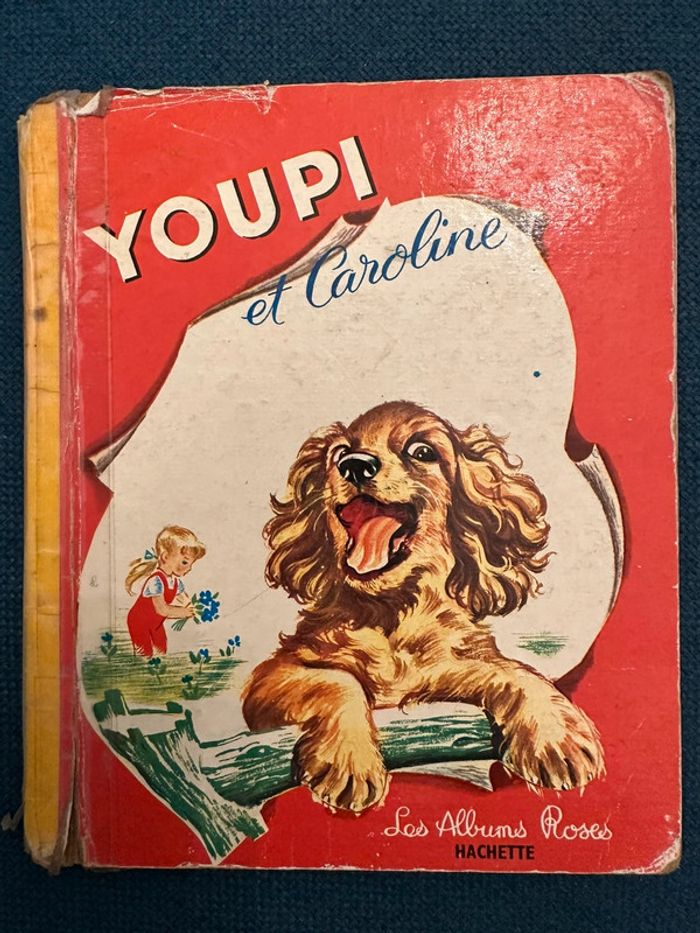 YOUPI
et Caroline
Les Albums Roses
HACHETTE